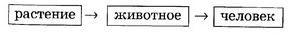 растение → животное → человек